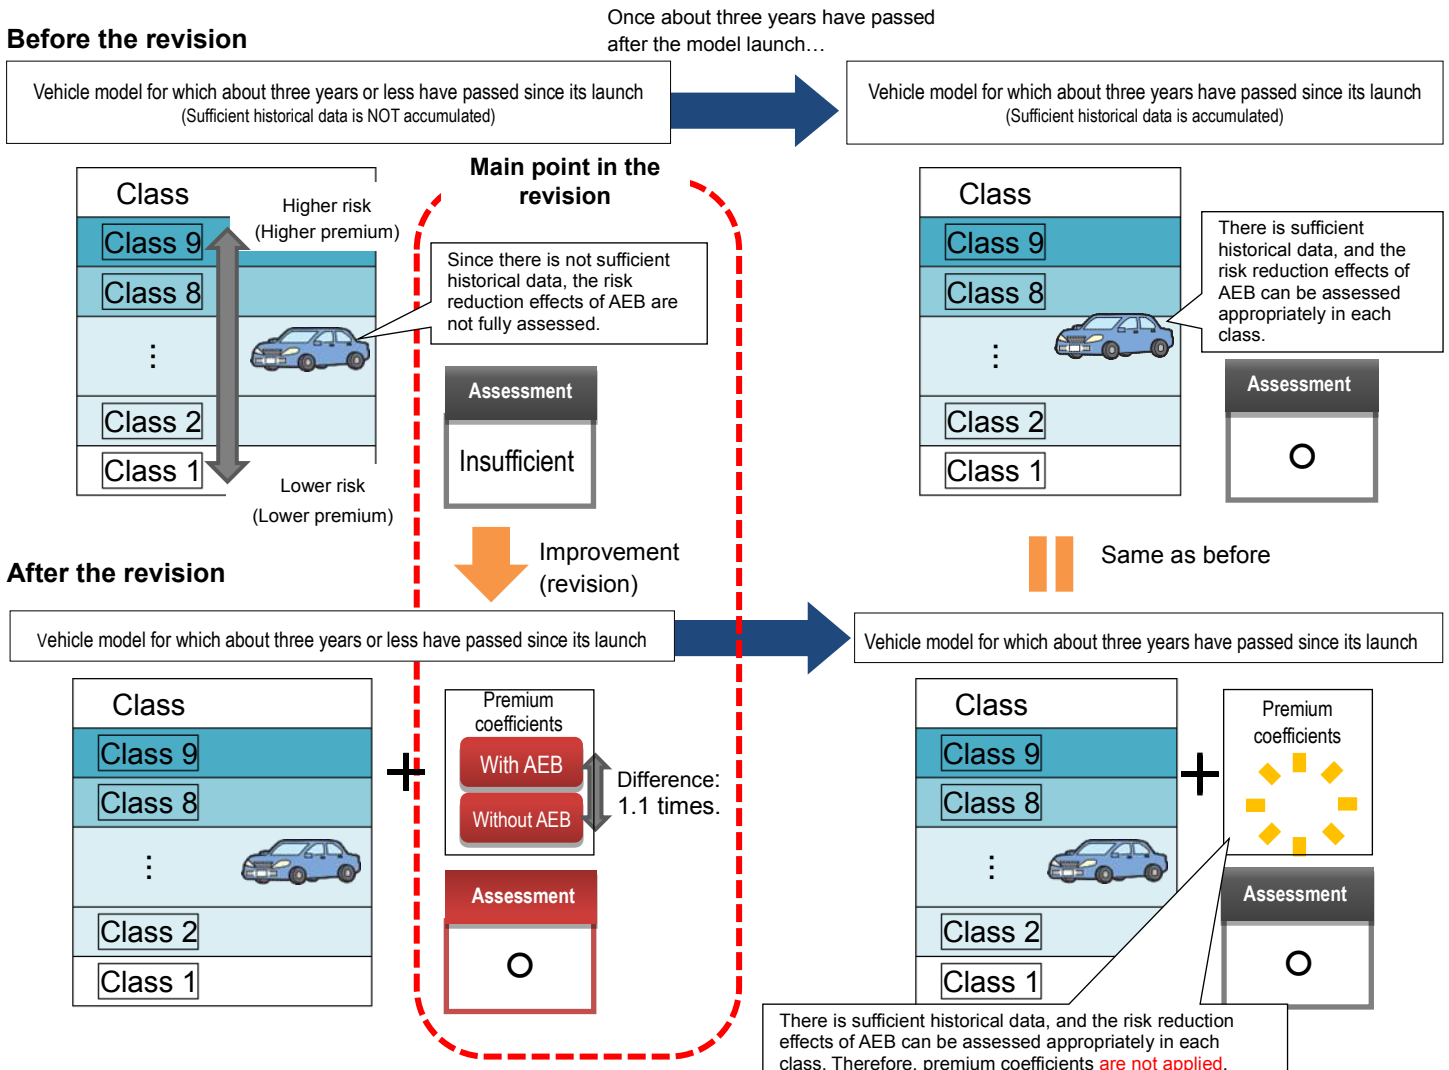 Before the revision
Once about three years have passed
after the model launch…
Vehicle model for which about three years or less have passed since its launch
(Sufficient historical data is NOT accumulated)
Vehicle model for which about three years have passed since its launch
(Sufficient historical data is accumulated)
Class
Class 9
Class 8
⋮
Class 2
Class 1
Higher risk
(Higher premium)
Lower risk
(Lower premium)
Main point in the
revision
Since there is not sufficient
historical data, the risk
reduction effects of AEB are
not fully assessed.
Assessment
Insufficient
Class
Class 9
Class 8
⋮
Class 2
Class 1
There is sufficient
historical data, and the
risk reduction effects of
AEB can be assessed
appropriately in each
class.
Assessment
O
Improvement
(revision)
Same as before
After the revision
Vehicle model for which about three years or less have passed since its launch
Vehicle model for which about three years have passed since its launch
Class
Class 9
Class 8
⋮
Class 2
Class 1
+
Premium
coefficients
With AEB
Without AEB
Difference:
1.1 times.
Assessment
O
Class
Class 9
Class 8
⋮
Class 2
Class 1
+
Premium
coefficients
Assessment
O
There is sufficient historical data, and the risk reduction
effects of AEB can be assessed appropriately in each
class. Therefore, premium coefficients are not applied.